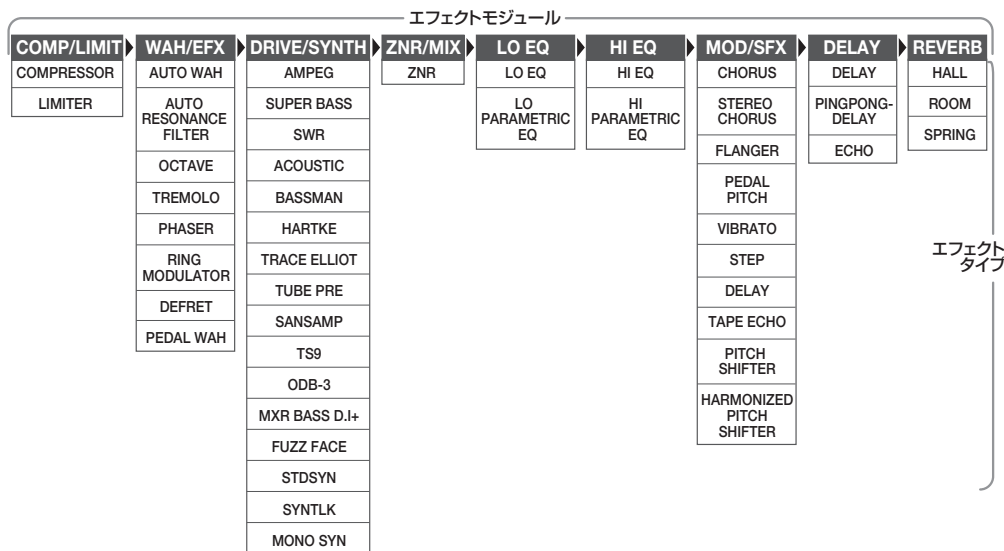 エフェクトモジュール
COMP/LIMIT
WAH/EFX
DRIVE/SYNTH
ZNR/MIX
LO EQ
HI EQ
MOD/SFX
DELAY
REVERB
COMPRESSOR
LIMITER
AUTO WAH
AUTO
RESONANCE
FILTER
OCTAVE
TREMOLO
PHASER
RING
MODULATOR
DEFRET
PEDAL WAH
AMPEG
SUPER BASS
SWR
ACOUSTIC
BASSMAN
HARTKE
TRACE ELLIOT
TUBE PRE
SANSAMP
TS9
ODB-3
MXR BASS D.I+
FUZZ FACE
STDSYN
SYNTLK
MONO SYN
ZNR
LO EQ
LO
PARAMETRIC
EQ
HI EQ
HI
PARAMETRIC
EQ
CHORUS
STEREO
CHORUS
FLANGER
PEDAL
PITCH
VIBRATO
STEP
DELAY
TAPE ECHO
PITCH
SHIFTER
HARMONIZED
PITCH
SHIFTER
DELAY
PINGPONG-
DELAY
ECHO
HALL
ROOM
SPRING
エフェクト
タイプ